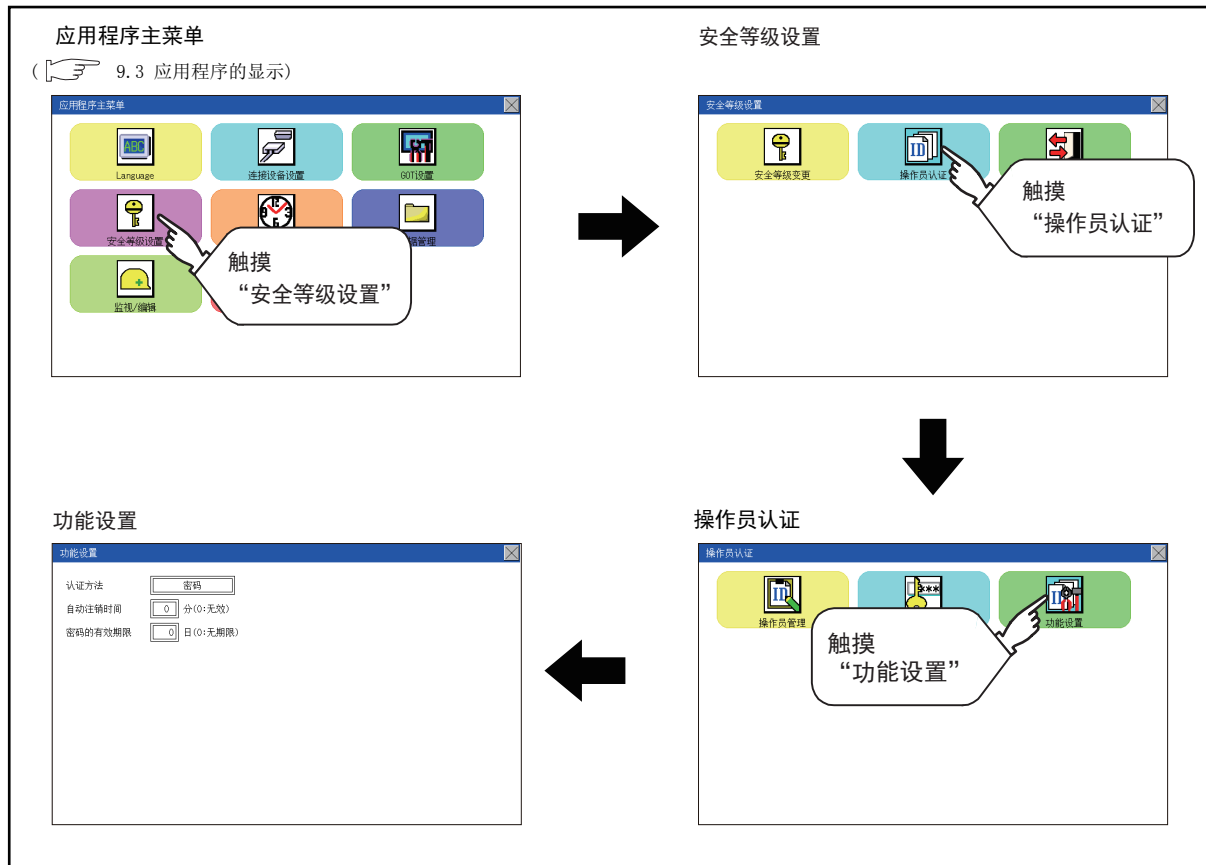 应用程序主菜单
( 9.3 应用程序的显示)
应用程序主菜单
ABC
Language
连接设备设置
GOT设置
安全等级设置
据管理
监视/编辑
触摸
“安全等级设置”
安全等级设置
安全等级设置
ID
安全等级变更
操作员认证
触摸
“操作员认证”
操作员认证
操作员认证
操作员管理
功能设置
触摸
“功能设置”
功能设置
功能设置
认证方法 密码
自动注销时间 0 分(0:无效)
密码的有效期限 0 日(0:无期限)